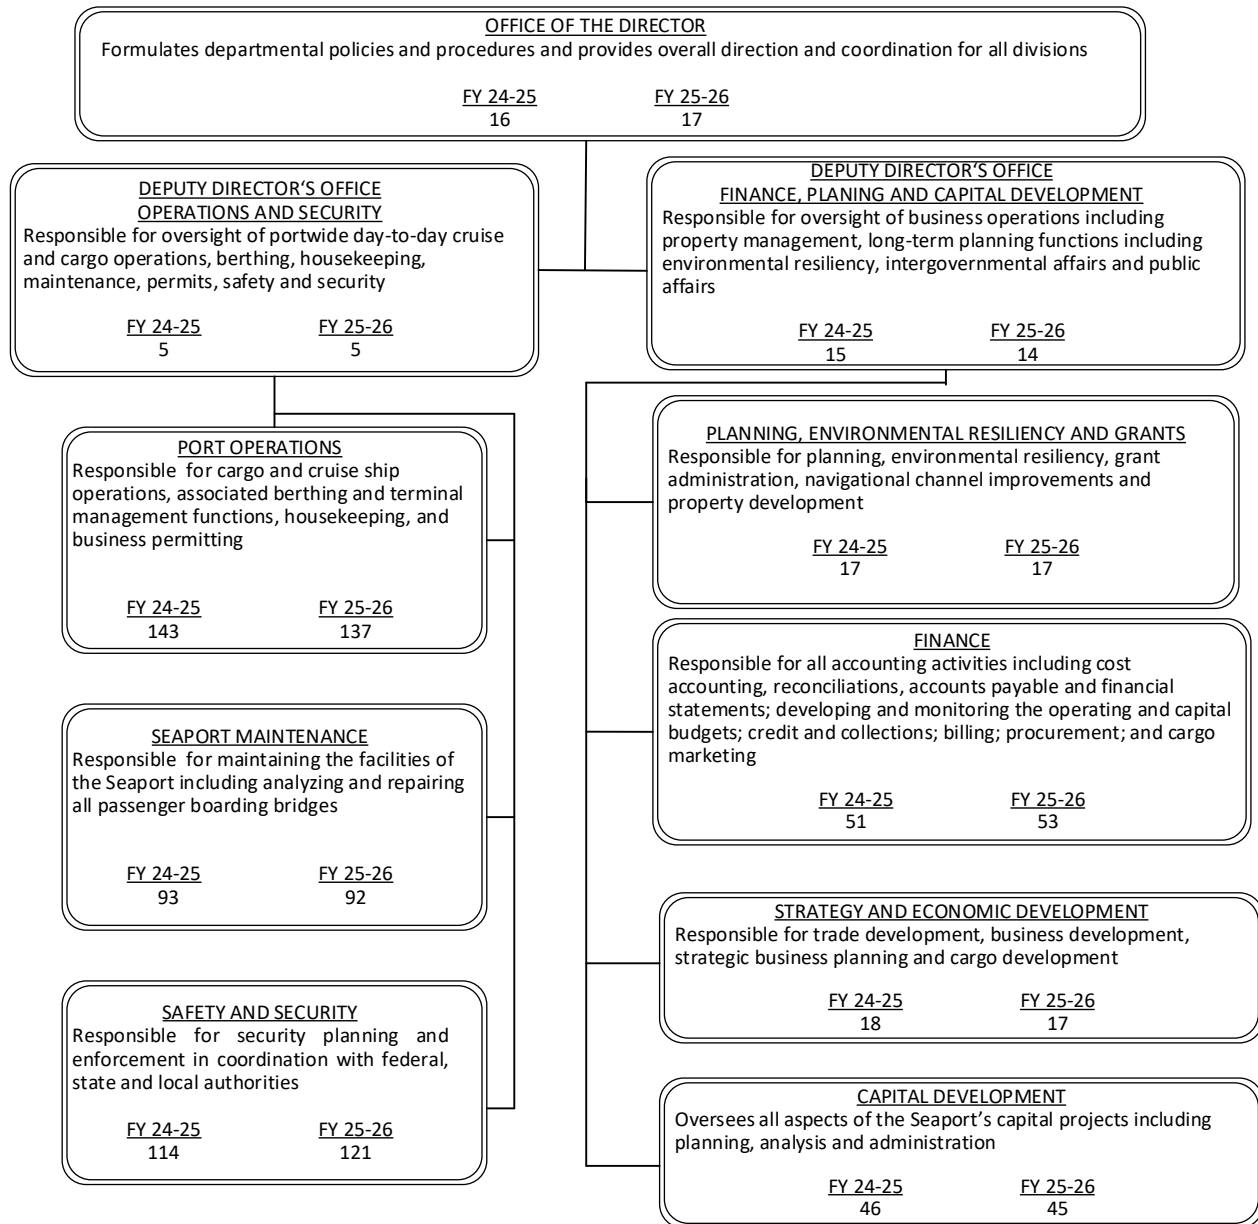 OFFICE OF THE DIRECTOR
Formulates departmental policies and procedures and provides overall direction and coordination for all divisions
FY 24-25 FY 25-26
16 17
DEPUTY DIRECTOR‘S OFFICE
OPERATIONS AND SECURITY
Responsible for oversight of portwide day-to-day cruise
and cargo operations, berthing, housekeeping,
maintenance, permits, safety and security
FY 24-25 FY 25-26
5 5
DEPUTY DIRECTOR‘S OFFICE
FINANCE, PLANING AND CAPITAL DEVELOPMENT
Responsible for oversight of business operations including
property management, long-term planning functions including
environmental resiliency, intergovernmental affairs and public
affairs
FY 24-25 FY 25-26
15 14
PORT OPERATIONS
Responsible for cargo and cruise ship
operations, associated berthing and terminal
management functions, housekeeping, and
business permitting
FY 24-25 FY 25-26
143 137
SEAPORT MAINTENANCE
Responsible for maintaining the facilities of
the Seaport including analyzing and repairing
all passenger boarding bridges
FY 24-25 FY 25-26
93 92
SAFETY AND SECURITY
Responsible for security planning and
enforcement in coordination with federal,
state and local authorities
FY 24-25 FY 25-26
114 121
PLANNING, ENVIRONMENTAL RESILIENCY AND GRANTS
Responsible for planning, environmental resiliency, grant
administration, navigational channel improvements and
property development
FY 24-25 FY 25-26
17 17
FINANCE
Responsible for all accounting activities including cost
accounting, reconciliations, accounts payable and financial
statements; developing and monitoring the operating and capital
budgets; credit and collections; billing; procurement; and cargo
marketing
FY 24-25 FY 25-26
51 53
STRATEGY AND ECONOMIC DEVELOPMENT
Responsible for trade development, business development,
strategic business planning and cargo development
FY 24-25 FY 25-26
18 17
CAPITAL DEVELOPMENT
Oversees all aspects of the Seaport’s capital projects including
planning, analysis and administration
FY 24-25 FY 25-26
46 45